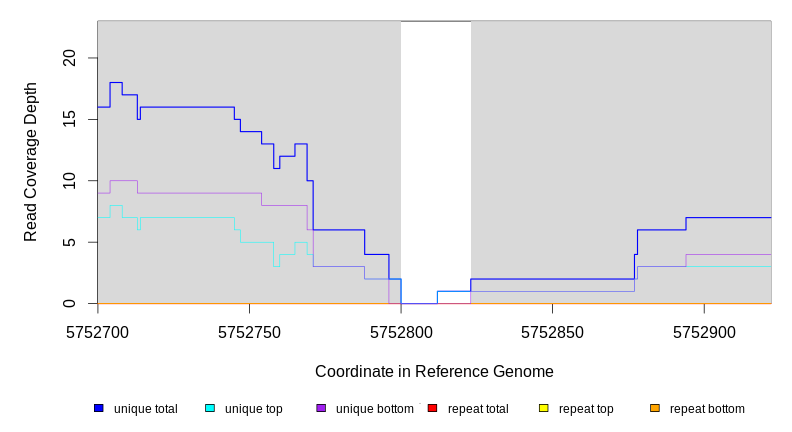 Read Coverage Depth
20
15
10
5
0
5752700 5752750 5752800 5752850 5752900
Coordinate in Reference Genome
unique total unique top unique bottom repeat total repeat top repeat bottom